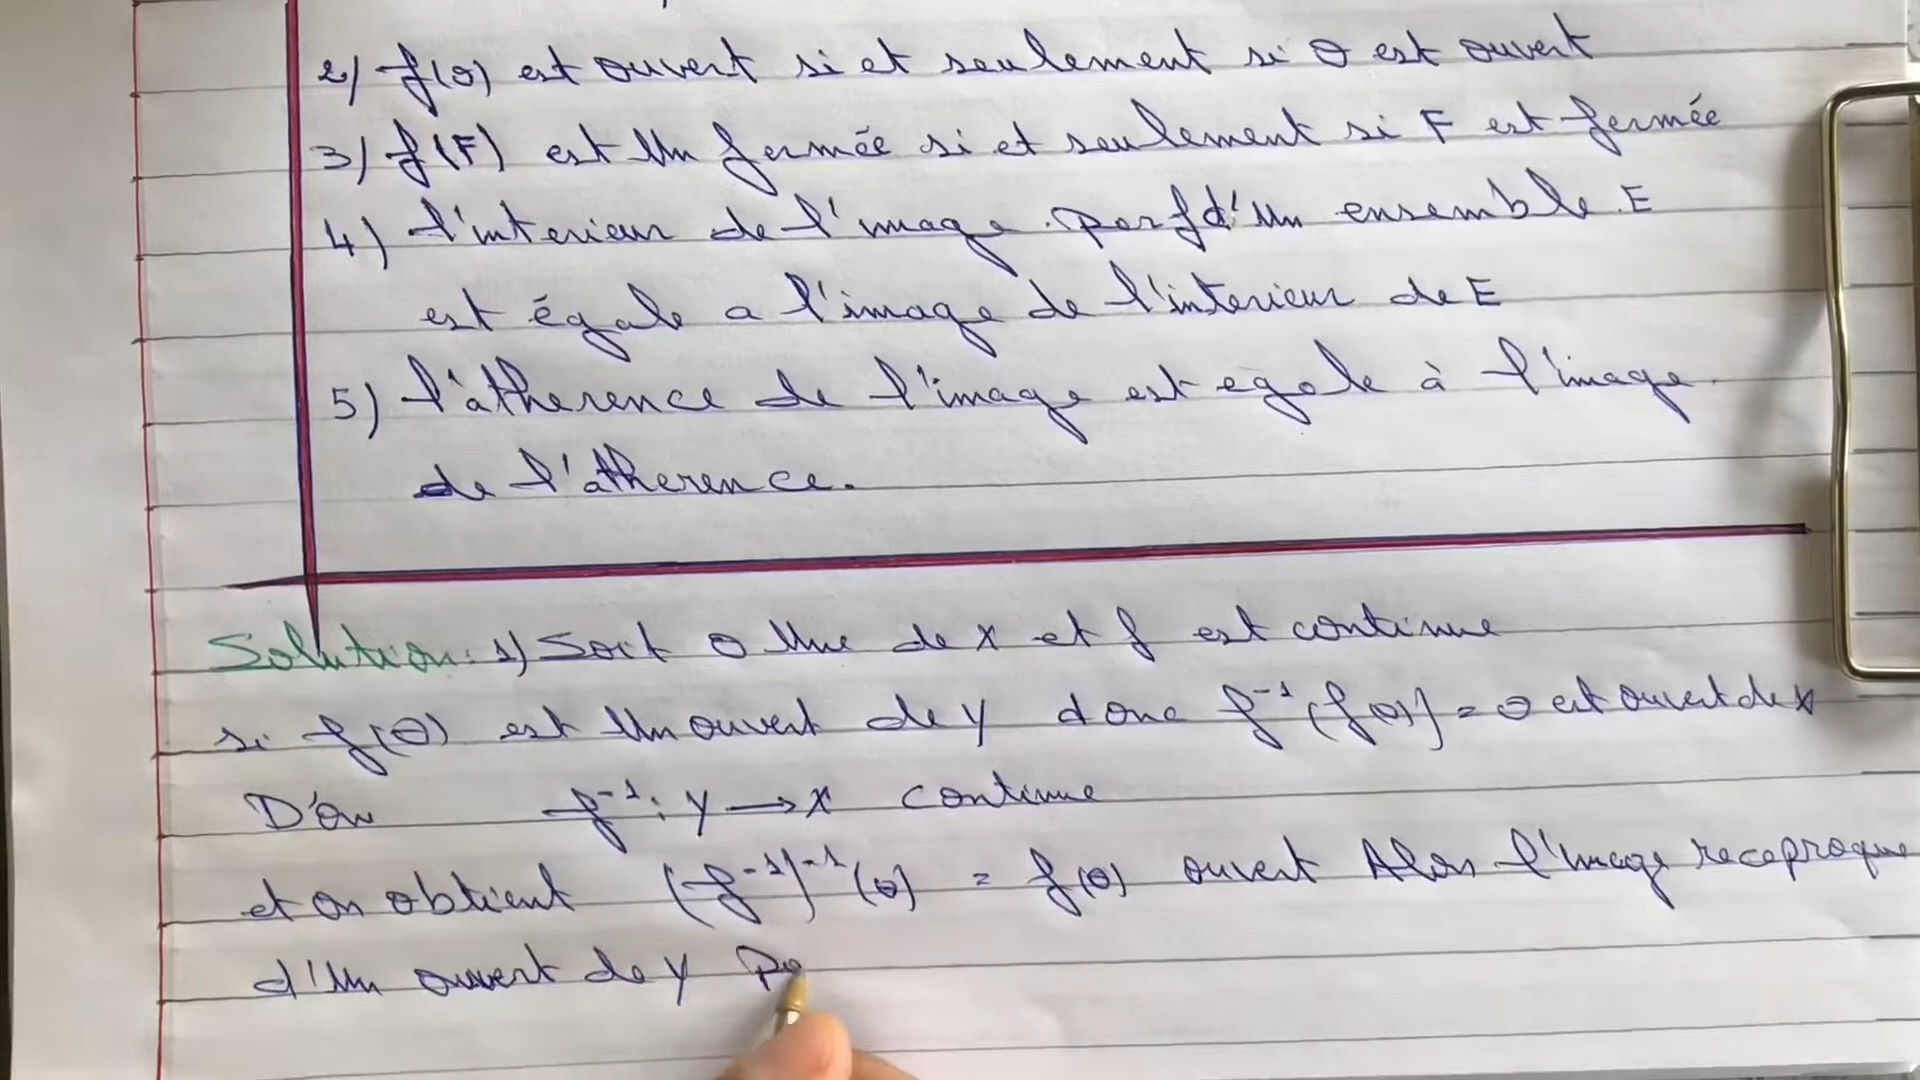 2) f(θ) est ouvert si et seulement si θ est ouvert
3) f(F) est un fermée si et seulement si F est fermée
4) l'interieur de l'image par f d'un ensemble E
est égale a l'image de l'interieur de E
5) l'atherence de l'image est egale à l'image
de l'atherence.
Solution: 1) Soit θ de X et f est continue
si f(θ) est un ouvert de Y donc f⁻¹(f(θ)) = θ est ouvert de X
D'ou f⁻¹: Y → X continue
et on obtient (f⁻¹)⁻¹(θ) = f(θ) ouvert Alors l'image receproque
d'un ouvert de Y